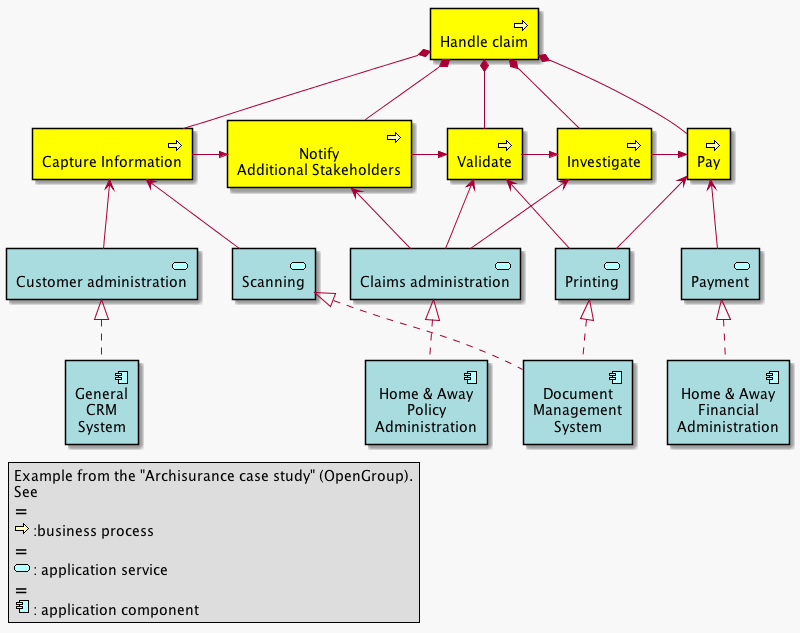 Handle claim
Capture Information
Notify
Additional Stakeholders
Validate
Investigate
Pay
Customer administration
Scanning
Claims administration
Printing
Payment
General
CRM
System
Home & Away
Policy
Administration
Document
Management
System
Home & Away
Financial
Administration
Example from the "Archisurance case study" (OpenGroup).
See
=
:business process
=
: application service
=
: application component